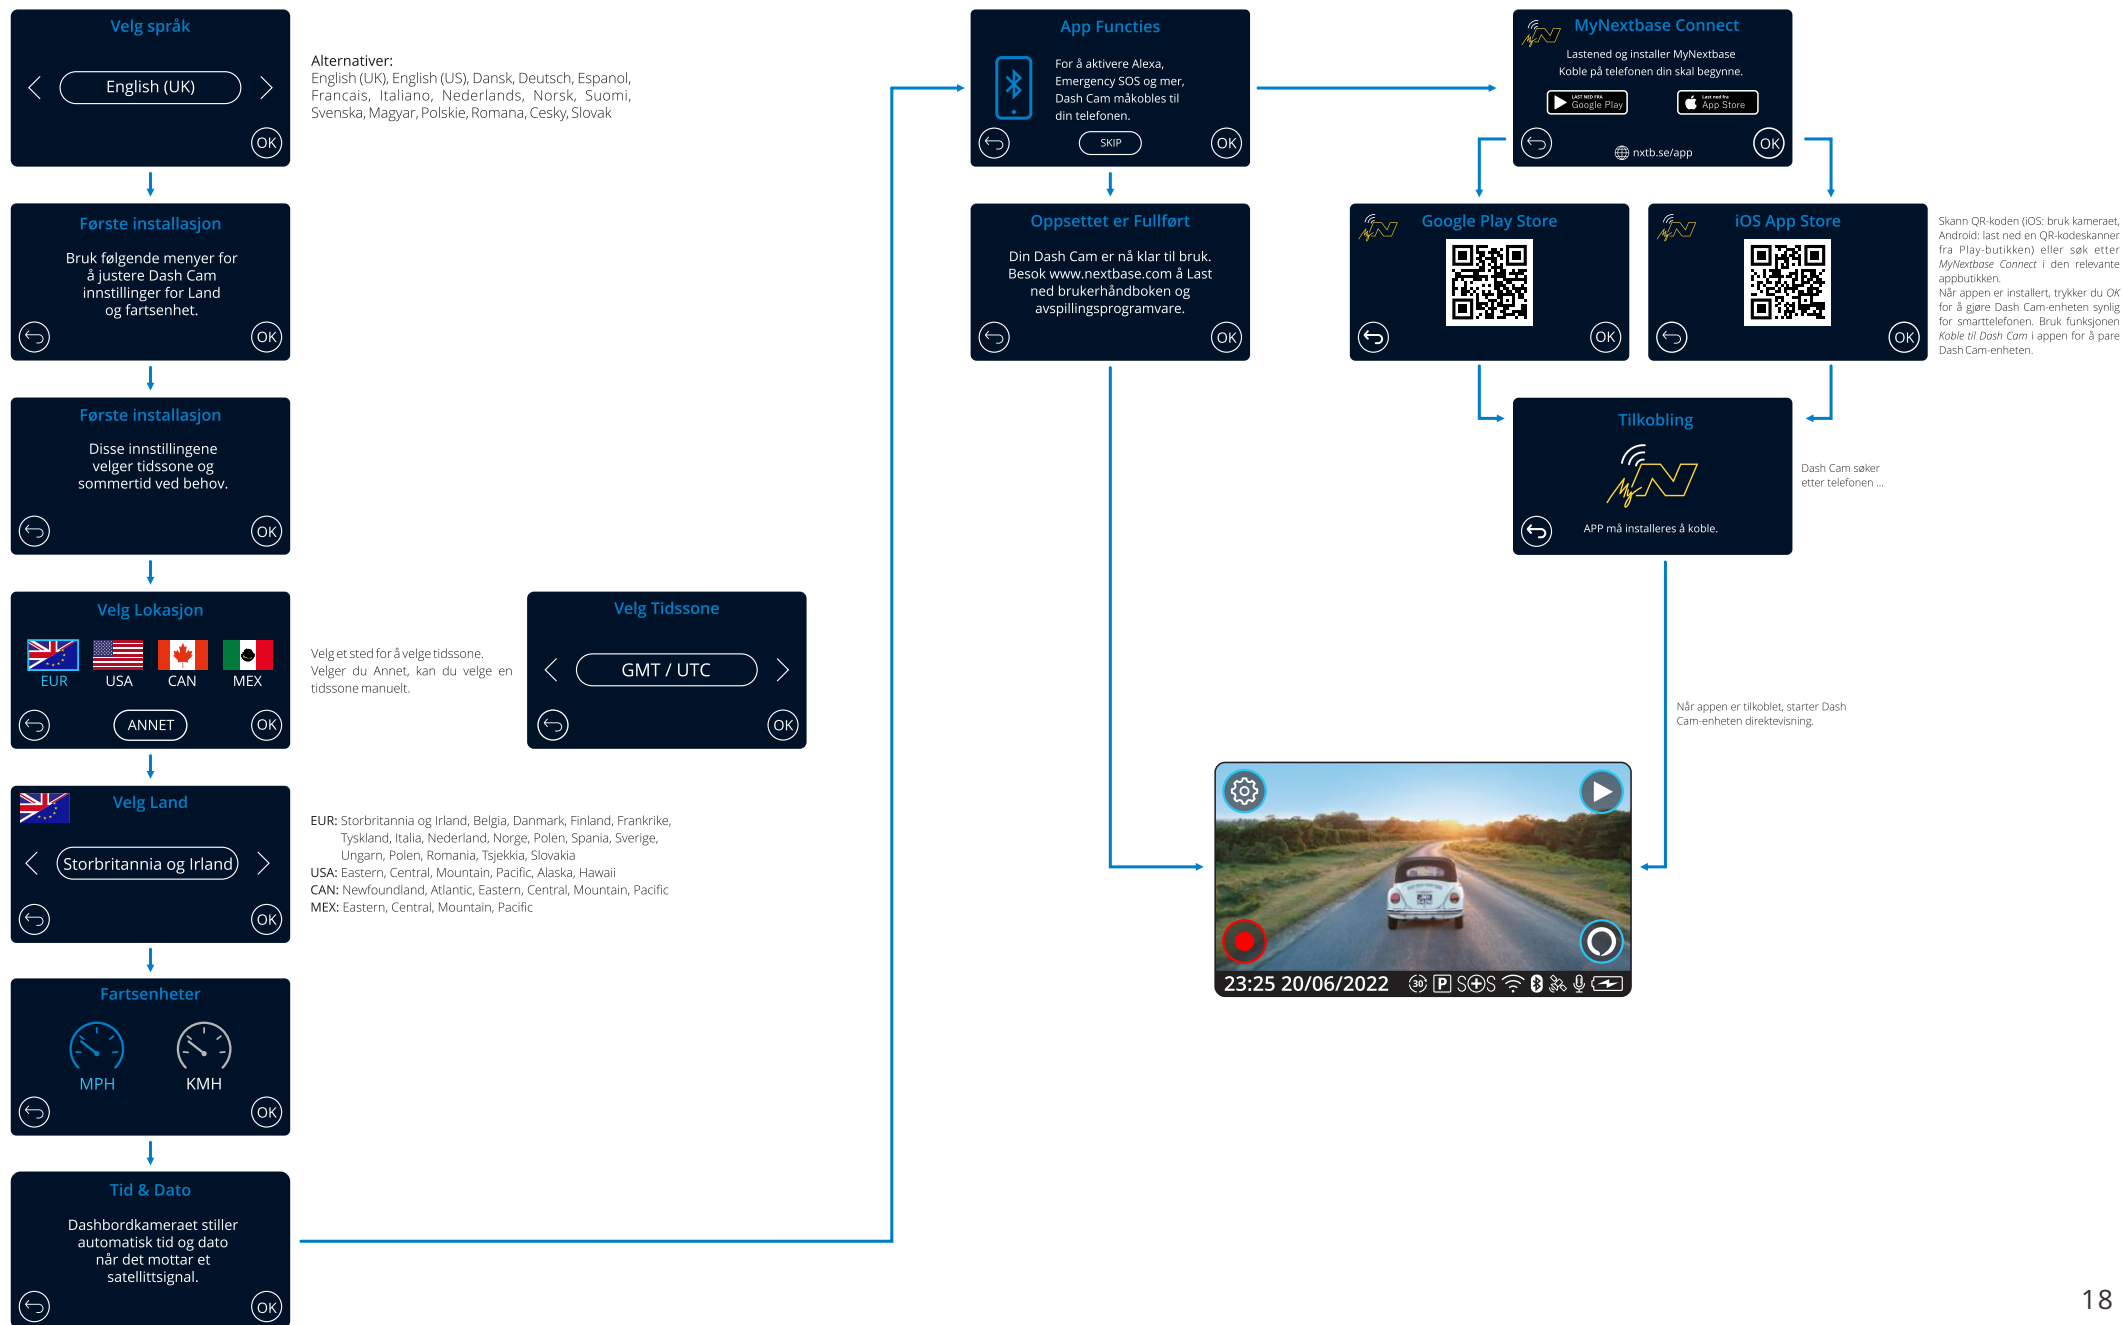 Velg språk
English (UK)
OK
Alternativer:
English (UK), English (US), Dansk, Deutsch, Espanol,
Francais, Italiano, Nederlands, Norsk, Suomi,
Svenska, Magyar, Polskie, Romana, Cesky, Slovak
Første installasjon
Bruk følgende menyer for
å justere Dash Cam
innstillinger for Land
og fartsenhet.
OK
Første installasjon
Disse innstillingene
velger tidssone og
sommertid ved behov.
OK
Velg Lokasjon
EUR USA CAN MEX
ANNET
OK
Velg et sted for å velge tidssone.
Velger du Annet, kan du velge en
tidssone manuelt.
Velg Tidssone
GMT / UTC
OK
Velg Land
Storbritannia og Irland
OK
EUR: Storbritannia og Irland, Belgia, Danmark, Finland, Frankrike,
Tyskland, Italia, Nederland, Norge, Polen, Spania, Sverige,
Ungarn, Polen, Romania, Tsjekkia, Slovakia
USA: Eastern, Central, Mountain, Pacific, Alaska, Hawaii
CAN: Newfoundland, Atlantic, Eastern, Central, Mountain, Pacific
MEX: Eastern, Central, Mountain, Pacific
Fartsenheter
MPH KMH
OK
Tid & Dato
Dashbordkameraet stiller
automatisk tid og dato
når det mottar et
satellittsignal.
OK
App Functies
For å aktivere Alexa,
Emergency SOS og mer,
Dash Cam måkobles til
din telefonen.
SKIP
OK
Oppsettet er Fullført
Din Dash Cam er nå klar til bruk.
Besok www.nextbase.com å Last
ned brukerhåndboken og
avspillingsprogramvare.
OK
My N
MyNextbase Connect
Lastened og installer MyNextbase
Koble på telefonen din skal begynne.
LAST NED FRA
Google Play
Last ned fra
App Store
nxtb.se/app
OK
My N
Google Play Store
OK
My N
iOS App Store
OK
Skann QR-koden (iOS: bruk kameraet,
Android: last ned en QR-kodeskanner
fra Play-butikken) eller søk etter
MyNextbase Connect i den relevante
appbutikken.
Når appen er installert, trykker du OK
for å gjøre Dash Cam-enheten synlig
for smarttelefonen. Bruk funksjonen
Koble til Dash Cam i appen for å pare
Dash Cam-enheten.
Tilkobling
My N
APP må installeres å koble.
Dash Cam søker
etter telefonen ...
Når appen er tilkoblet, starter Dash
Cam-enheten direktevisning.
23:25 20/06/2022 30 P SOS
18